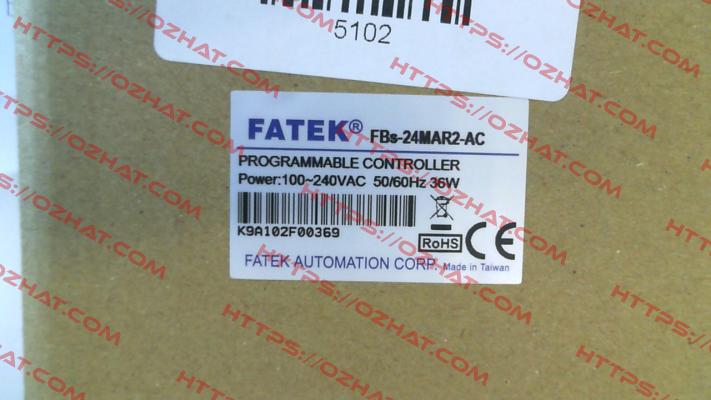 5102
FATEK® FBs-24MAR2-AC
PROGRAMMABLE CONTROLLER
Power:100~240VAC 50/60Hz 36W
K9A102F00369
RoHS CE
FATEK AUTOMATION CORP. Made in Taiwan
HTTPS://OZHAT.COM